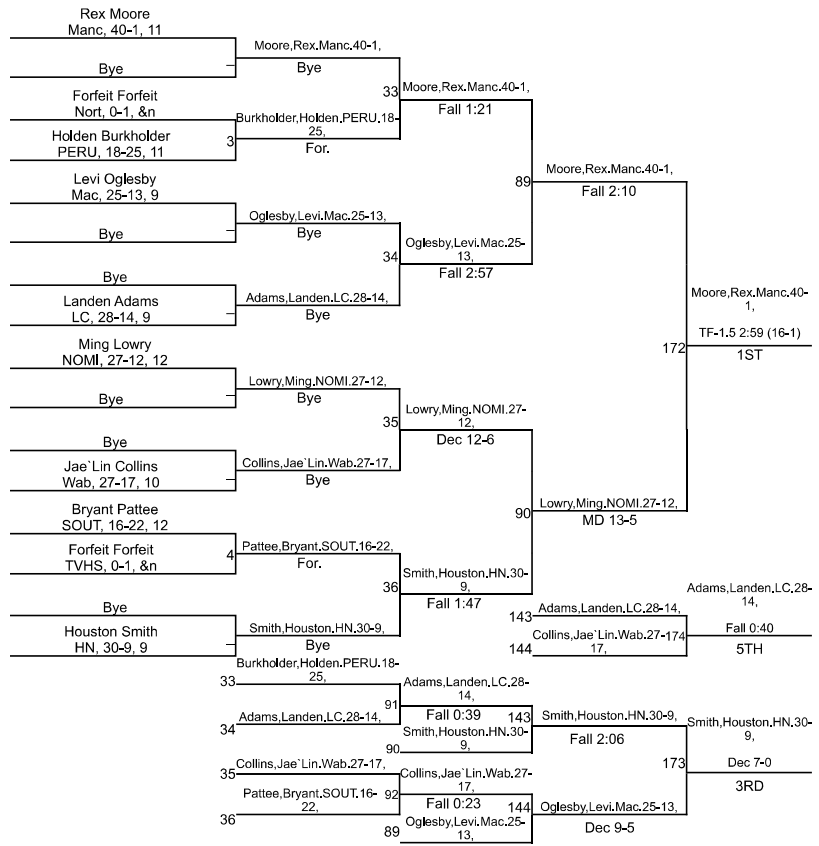 Rex Moore
Manc, 40-1, 11
Bye
Forfeit Forfeit
Nort, 0-1, &n
Holden Burkholder
PERU, 18-25, 11
Levi Oglesby
Mac, 25-13, 9
Bye
Bye
Landen Adams
LC, 28-14, 9
Ming Lowry
NOMI, 27-12, 12
Bye
Bye
Jae`Lin Collins
Wab, 27-17, 10
Bryant Pattee
SOUT, 16-22, 12
Forfeit Forfeit
TVHS, 0-1, &n
Bye
Houston Smith
HN, 30-9, 9
Moore,Rex.Manc.40-1,
Bye
3
Burkholder,Holden.PERU.18-
25,
For.
Oglesby,Levi.Mac.25-13,
Bye
Adams,Landen.LC.28-14,
Bye
Lowry,Ming.NOMI.27-12,
Bye
Collins,Jae`Lin.Wab.27-17,
Bye
4
Pattee,Bryant.SOUT.16-22,
For.
Smith,Houston.HN.30-9,
Bye
33
Moore,Rex.Manc.40-1,
Fall 1:21
34
Oglesby,Levi.Mac.25-
13,
Fall 2:57
35
Lowry,Ming.NOMI.27-
12,
Dec 12-6
36
Smith,Houston.HN.30-
9,
Fall 1:47
89
Moore,Rex.Manc.40-1,
Fall 2:10
90
Lowry,Ming.NOMI.27-12,
MD 13-5
172
Moore,Rex.Manc.40-
1,
TF-1.5 2:59 (16-1)
1ST
143
Adams,Landen.LC.28-14,
144
Collins,Jae`Lin.Wab.27-
17,
174
Adams,Landen.LC.28-
14,
Fall 0:40
5TH
33
Burkholder,Holden.PERU.18-
25,
34
Adams,Landen.LC.28-14,
91
Adams,Landen.LC.28-
14,
Fall 0:39
90
Smith,Houston.HN.30-
9,
143
Smith,Houston.HN.30-9,
Fall 2:06
35
Collins,Jae`Lin.Wab.27-17,
36
Pattee,Bryant.SOUT.16-
22,
92
Collins,Jae`Lin.Wab.27-
17,
Fall 0:23
89
Oglesby,Levi.Mac.25-
13,
144
Oglesby,Levi.Mac.25-13,
Dec 9-5
173
Smith,Houston.HN.30-
9,
Dec 7-0
3RD